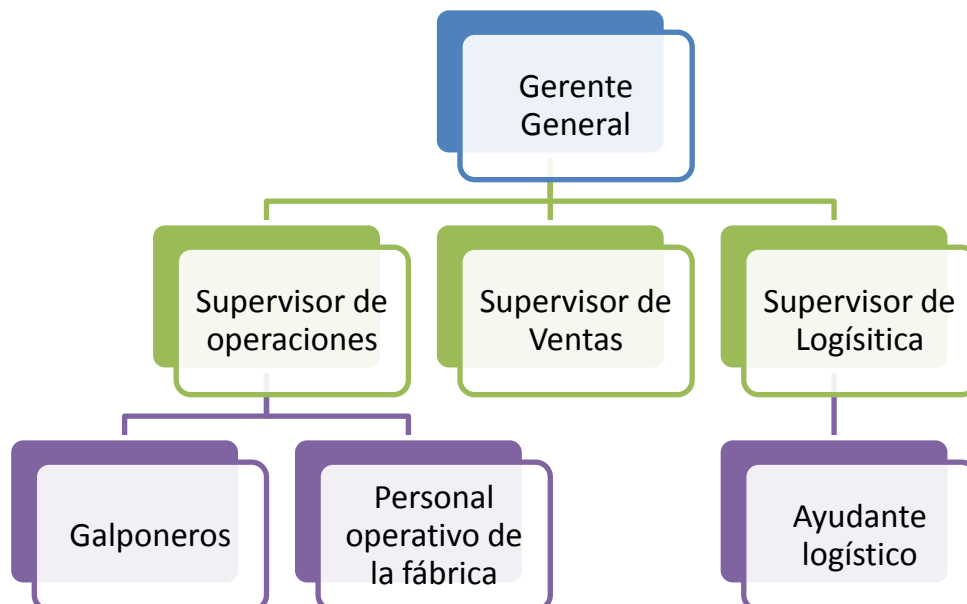 Gerente
General
Supervisor de
operaciones
Supervisor de
Ventas
Supervisor de
Logísitica
Galponeros
Personal
operativo de
la fábrica
Ayudante
logístico